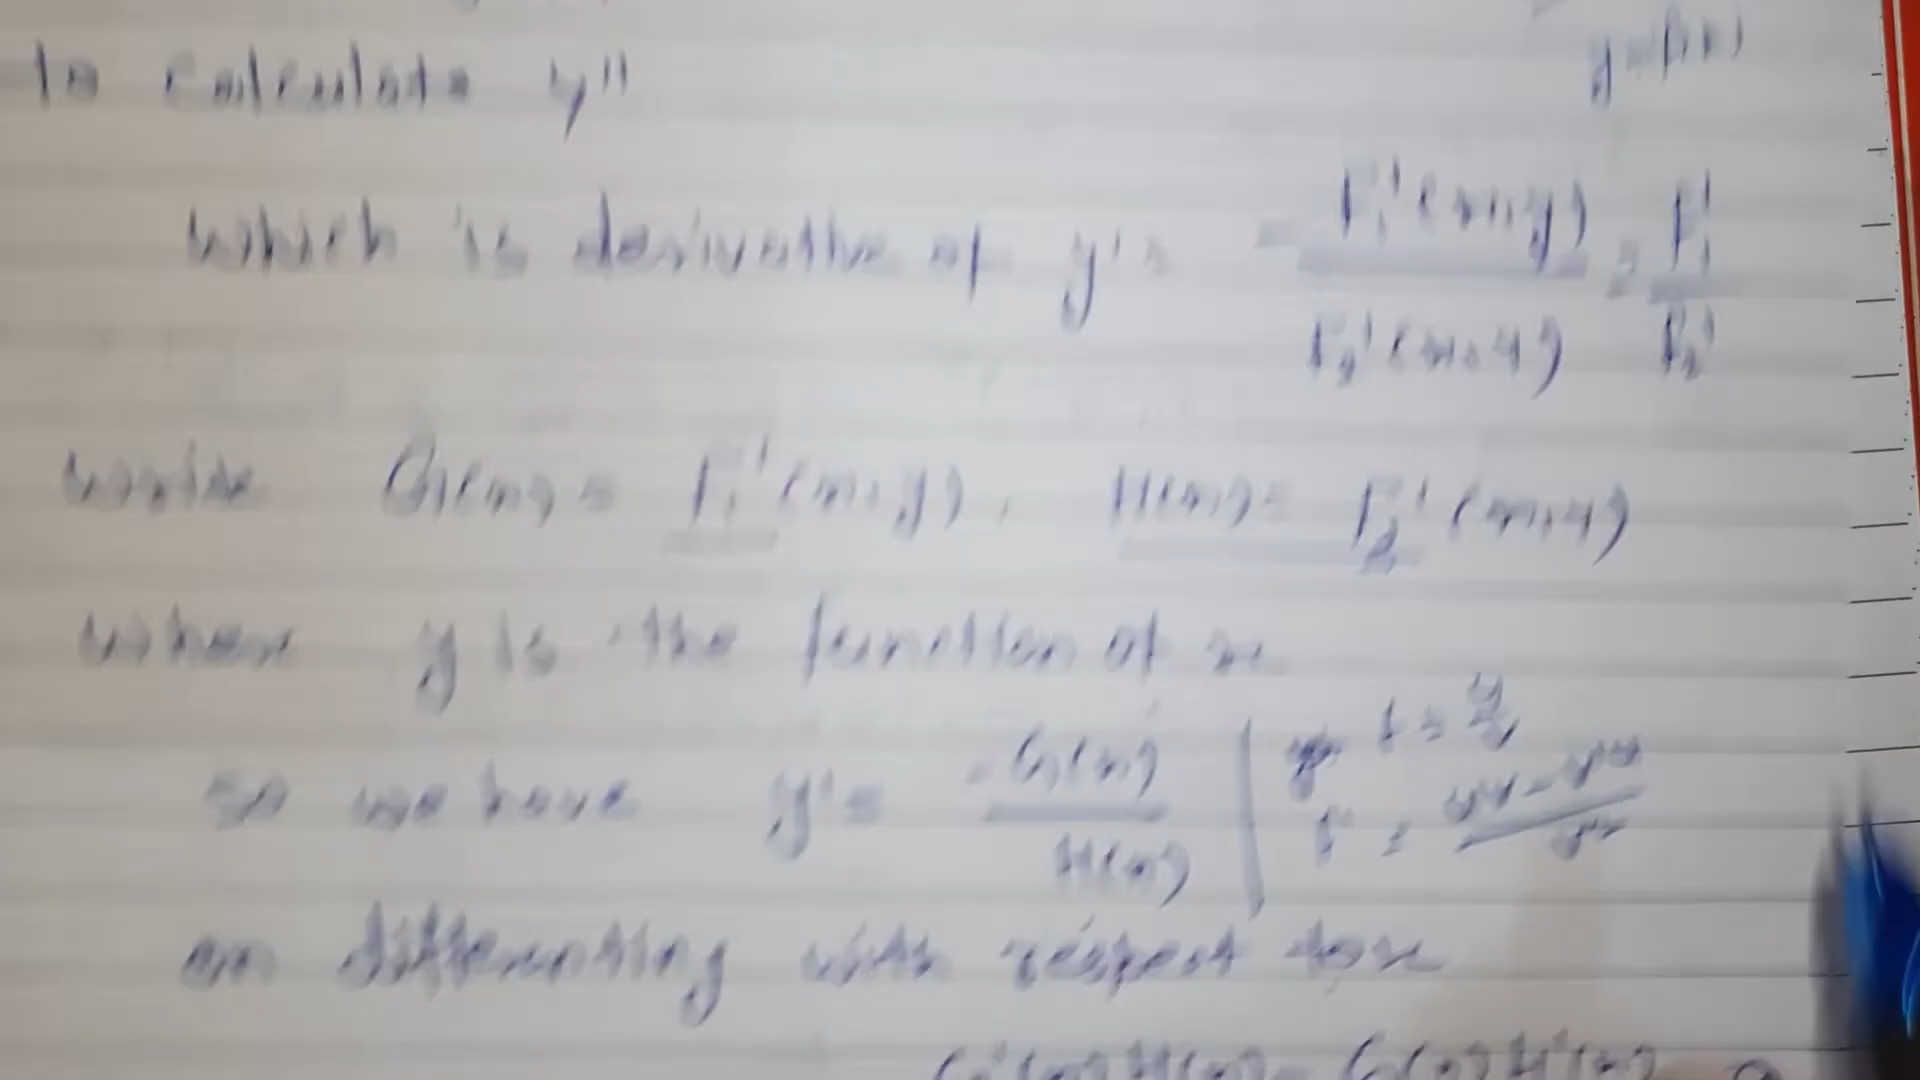 y = f(x)
to calculate y''
which is derivative of y' = - F₁'(x,y) / F₂'(x,y) = F₁' / F₂'
write G(x) = F₁'(x,y), H(x) = F₂'(x,y)
where y is the function of x
so we have y' = - G(x) / H(x)
on differenting with respect to x
G'(x) H(x) - G(x) H'(x)